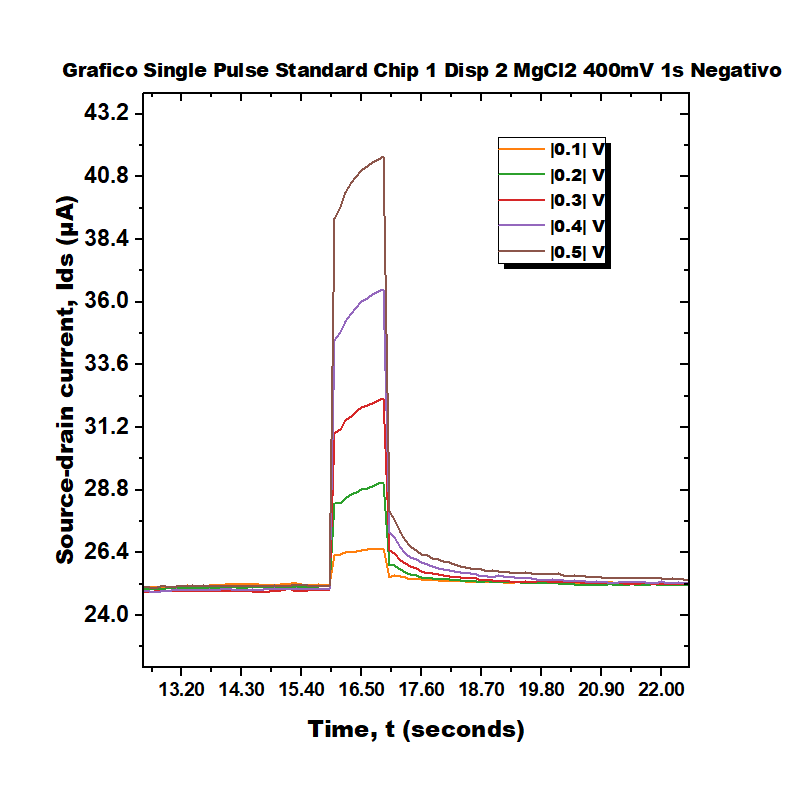 Grafico Single Pulse Standard Chip 1 Disp 2 MgCl2 400mV 1s Negativo
43.2
40.8
38.4
36.0
33.6
31.2
28.8
26.4
24.0
Source-drain current, Ids (µA)
|0.1| V
|0.2| V
|0.3| V
|0.4| V
|0.5| V
13.20 14.30 15.40 16.50 17.60 18.70 19.80 20.90 22.00
Time, t (seconds)